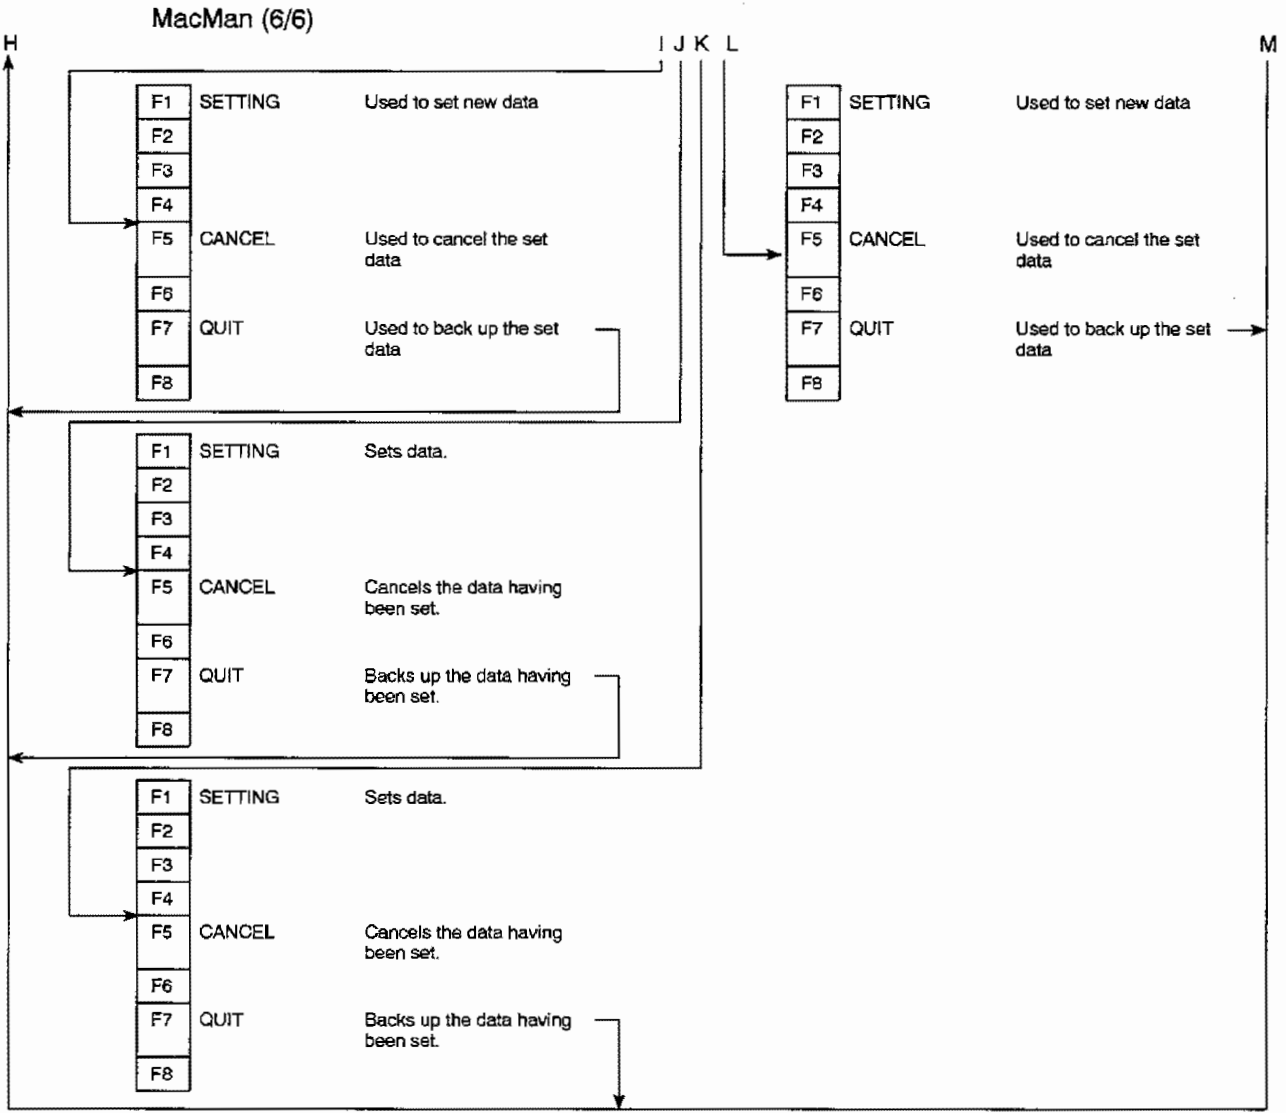 MacMan (6/6)
H I J K L M
F1 SETTING Used to set new data
F2
F3
F4
F5 CANCEL Used to cancel the set
data
F6
F7 QUIT Used to back up the set
data
F8
F1 SETTING Used to set new data
F2
F3
F4
F5 CANCEL Used to cancel the set
data
F6
F7 QUIT Used to back up the set
data
F8
F1 SETTING Sets data.
F2
F3
F4
F5 CANCEL Cancels the data having
been set.
F6
F7 QUIT Backs up the data having
been set.
F8
F1 SETTING Sets data.
F2
F3
F4
F5 CANCEL Cancels the data having
been set.
F6
F7 QUIT Backs up the data having
been set.
F8